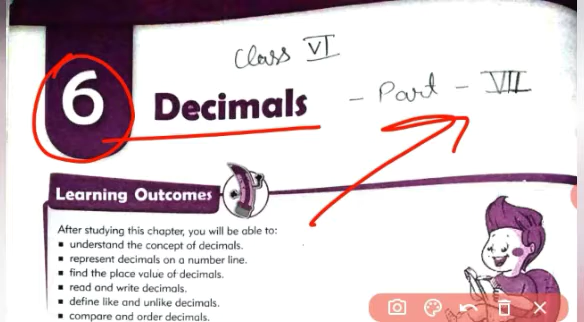 Class VI
6
Decimals - Part - VII
Learning Outcomes
After studying this chapter, you will be able to:
▪ understand the concept of decimals.
▪ represent decimals on a number line.
▪ find the place value of decimals.
▪ read and write decimals.
▪ define like and unlike decimals.
▪ compare and order decimals.